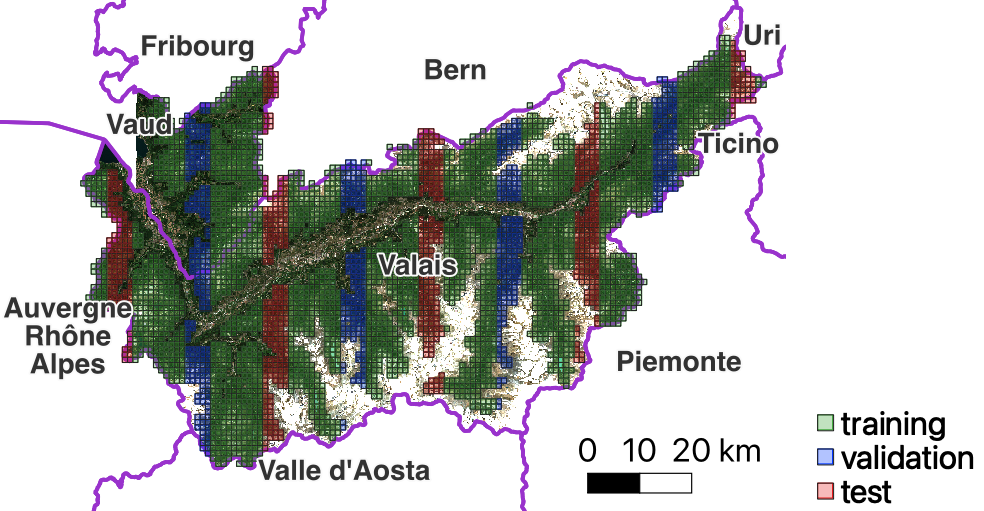 Uri
Fribourg
Bern
Vaud
Ticino
Valais
Auvergne
Rhône
Alpes
Piemonte
Valle d'Aosta
0 10 20 km
training
validation
test